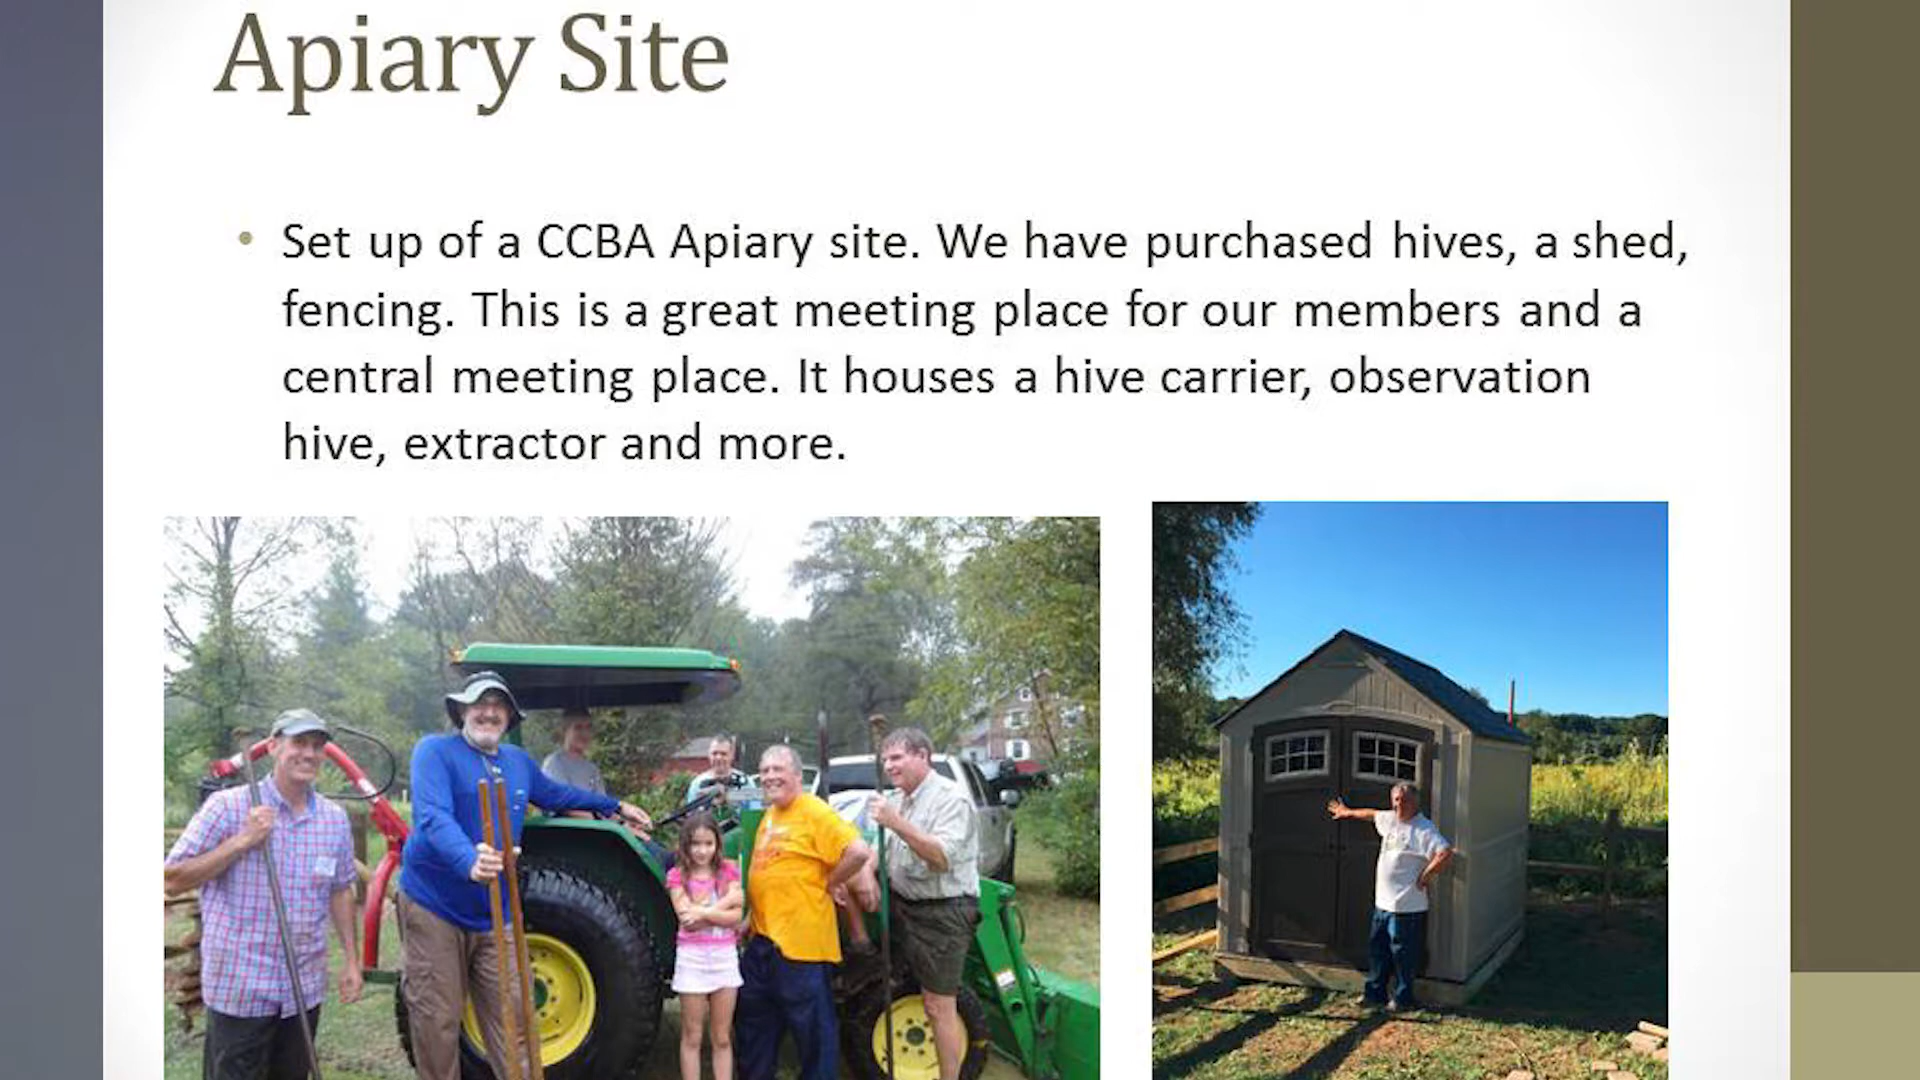 Apiary Site
• Set up of a CCBA Apiary site. We have purchased hives, a shed,
fencing. This is a great meeting place for our members and a
central meeting place. It houses a hive carrier, observation
hive, extractor and more.